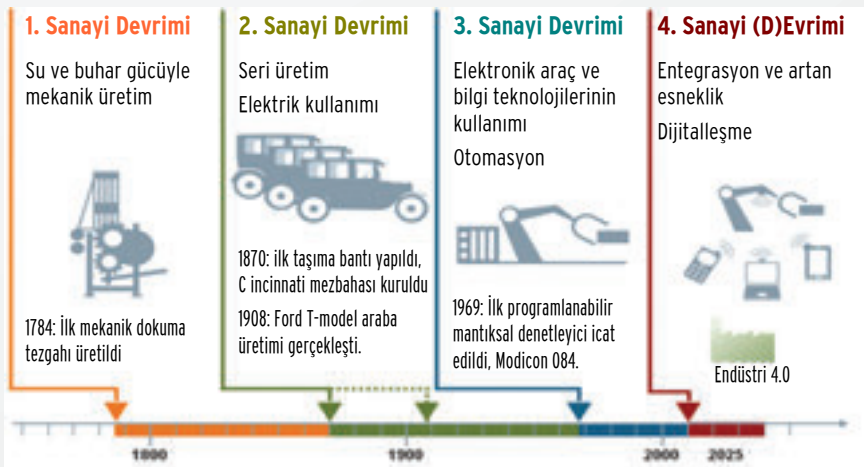 1. Sanayi Devrimi
Su ve buhar gücüyle
mekanik üretim
1784: İlk mekanik dokuma
tezgahı üretildi
2. Sanayi Devrimi
Seri üretim
Elektrik kullanımı
1870: ilk taşıma bantı yapıldı,
C incinnati mezbahası kuruldu
1908: Ford T-model araba
üretimi gerçekleşti.
3. Sanayi Devrimi
Elektronik araç ve
bilgi teknolojilerinin
kullanımı
Otomasyon
1969: İlk programlanabilir
mantıksal denetleyici icat
edildi, Modicon 084.
4. Sanayi (D)Evrimi
Entegrasyon ve artan
esneklik
Dijitalleşme
Endüstri 4.0
1800
1900
2000
2025